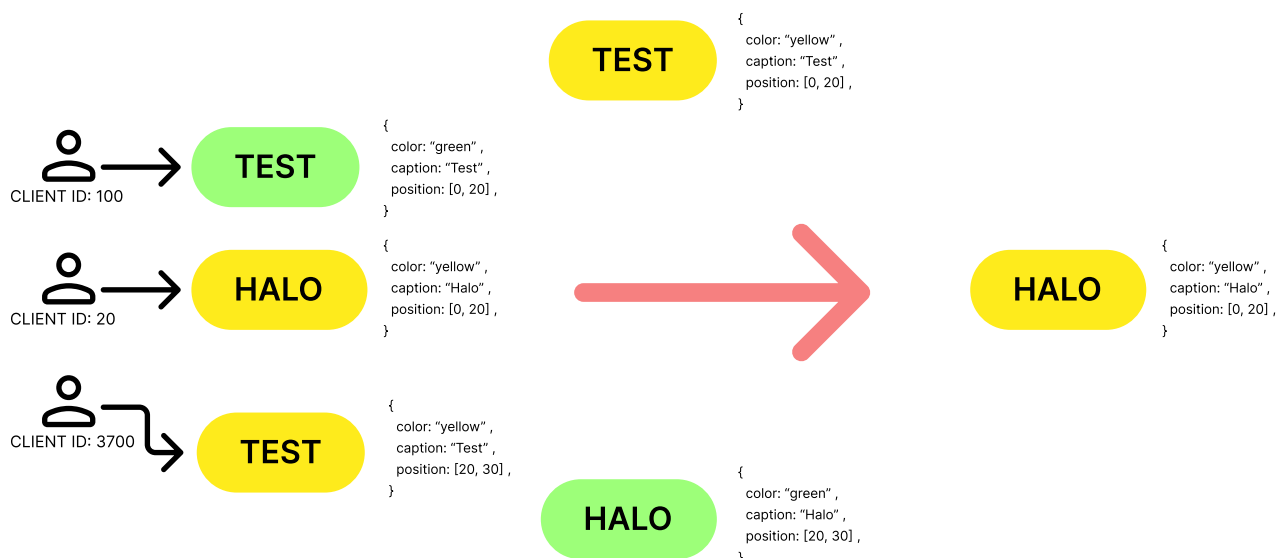 TEST
{
color: “yellow” ,
caption: “Test” ,
position: [0, 20] ,
}
CLIENT ID: 100
TEST
{
color: “green” ,
caption: “Test” ,
position: [0, 20] ,
}
CLIENT ID: 20
HALO
{
color: “yellow” ,
caption: “Halo” ,
position: [0, 20] ,
}
HALO
{
color: “yellow” ,
caption: “Halo” ,
position: [0, 20] ,
}
CLIENT ID: 3700
TEST
{
color: “yellow” ,
caption: “Test” ,
position: [20, 30] ,
}
HALO
{
color: “green” ,
caption: “Halo” ,
position: [20, 30] ,
}